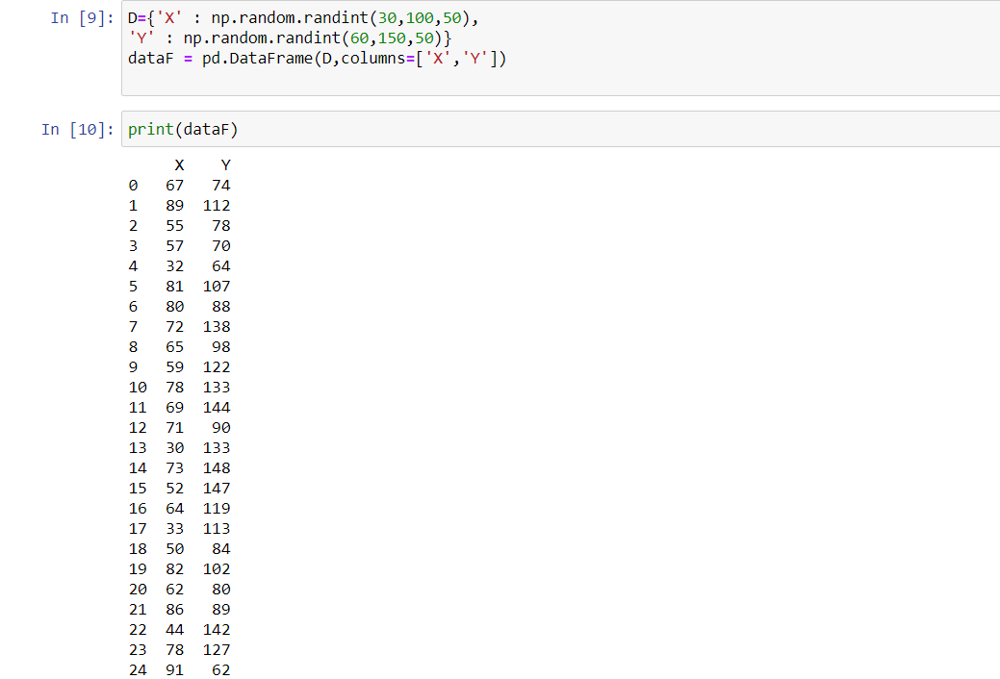 In [9]: D={'X' : np.random.randint(30,100,50),
'Y' : np.random.randint(60,150,50)}
dataF = pd.DataFrame(D,columns=['X','Y'])
In [10]: print(dataF)
X Y
0 67 74
1 89 112
2 55 78
3 57 70
4 32 64
5 81 107
6 80 88
7 72 138
8 65 98
9 59 122
10 78 133
11 69 144
12 71 90
13 30 133
14 73 148
15 52 147
16 64 119
17 33 113
18 50 84
19 82 102
20 62 80
21 86 89
22 44 142
23 78 127
24 91 62